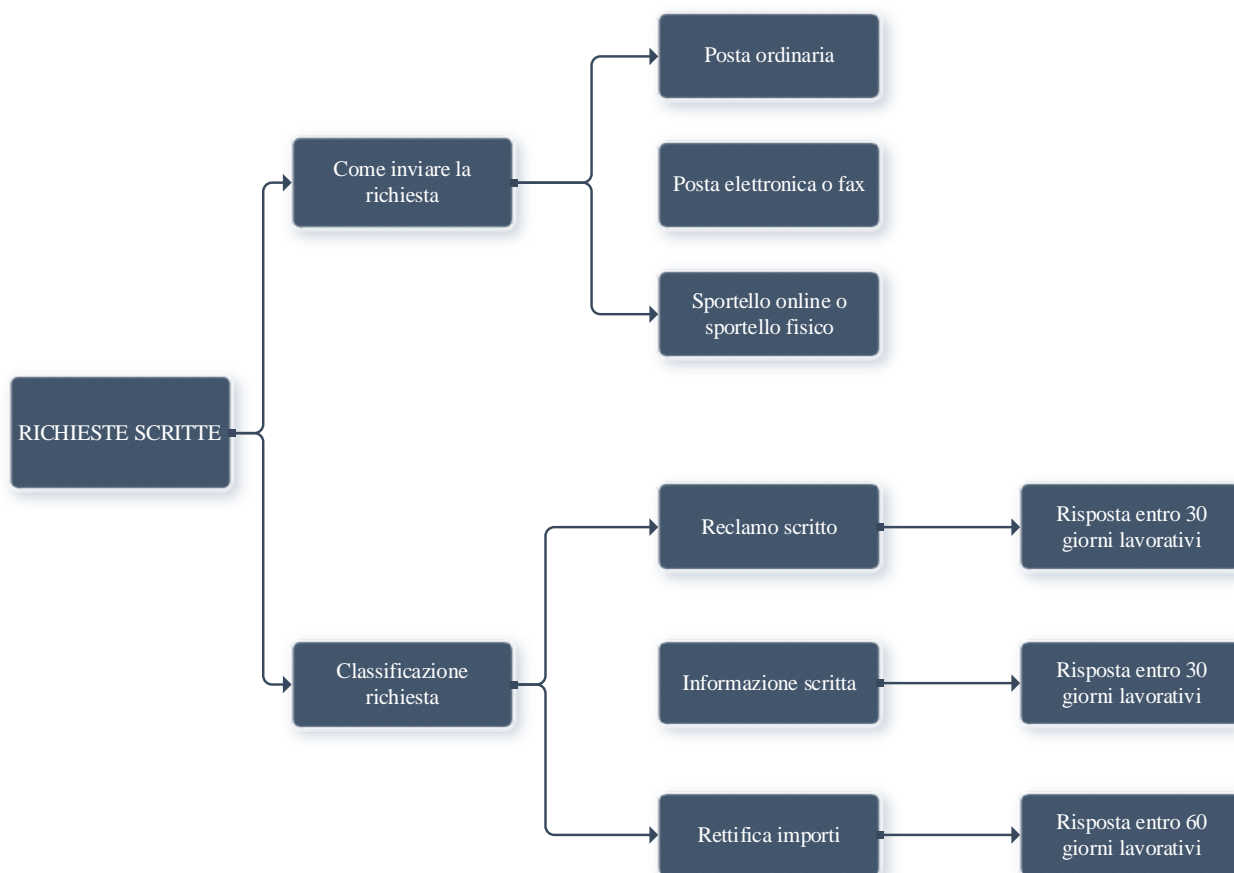 Posta ordinaria
Come inviare la
richiesta
Posta elettronica o fax
Sportello online o
sportello fisico
RICHIESTE SCRITTE
Reclamo scritto
Risposta entro 30
giorni lavorativi
Classificazione
richiesta
Informazione scritta
Risposta entro 30
giorni lavorativi
Rettifica importi
Risposta entro 60
giorni lavorativi